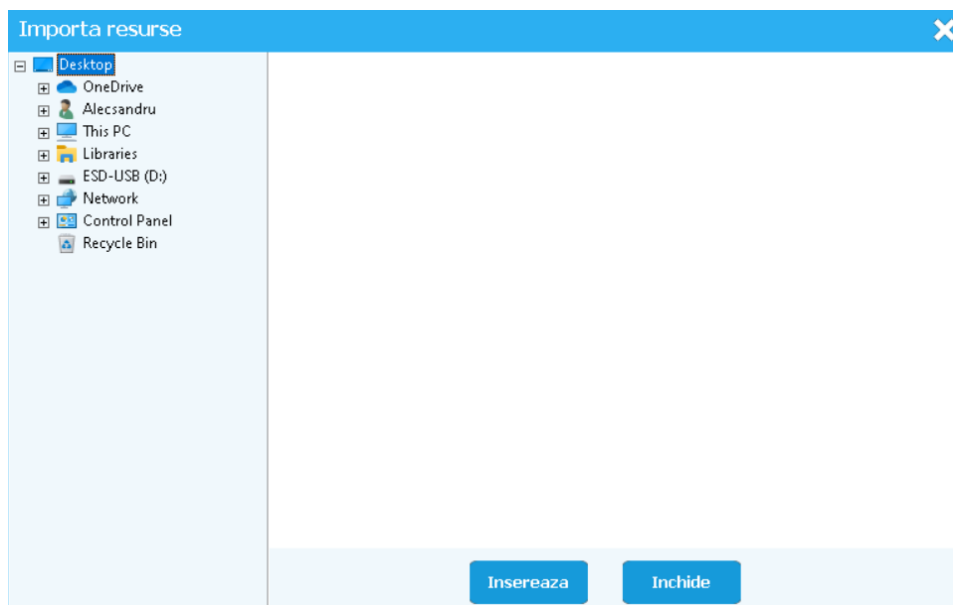 Importa resurse
Desktop
OneDrive
Alecsandru
This PC
Libraries
ESD-USB (D:)
Network
Control Panel
Recycle Bin
Insereaza
Inchide